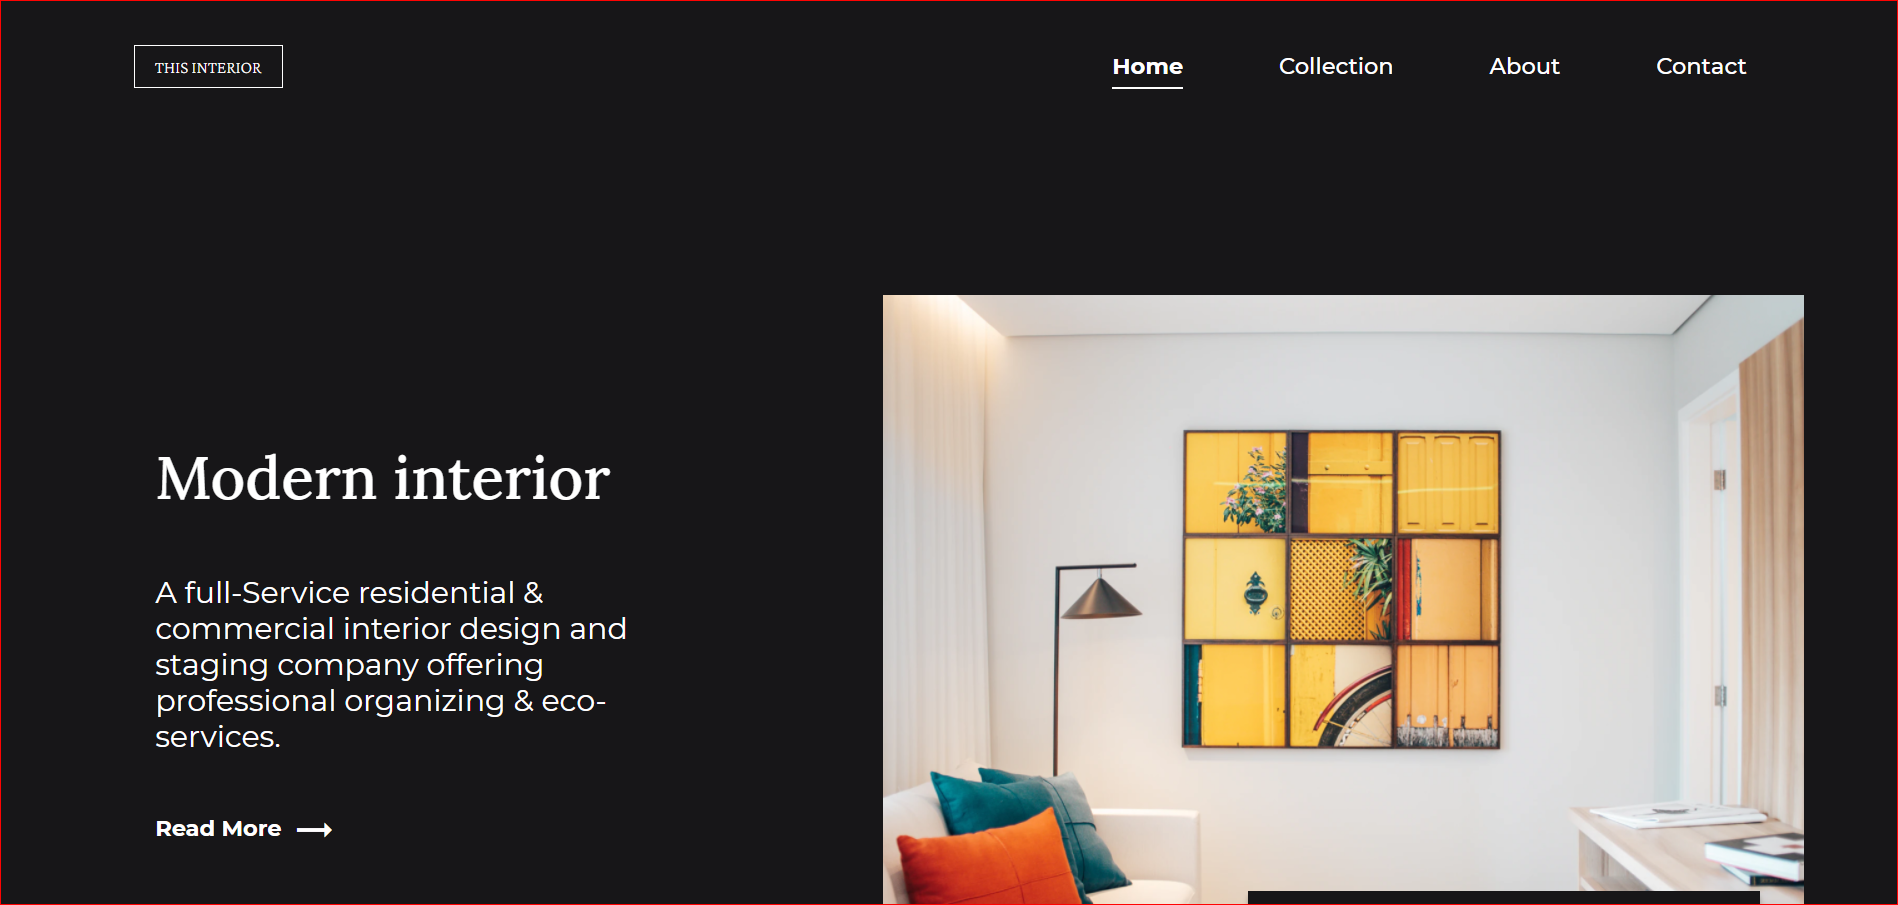 THIS INTERIOR
Home Collection About Contact
Modern interior
A full-Service residential &
commercial interior design and
staging company offering
professional organizing & eco-
services.
Read More